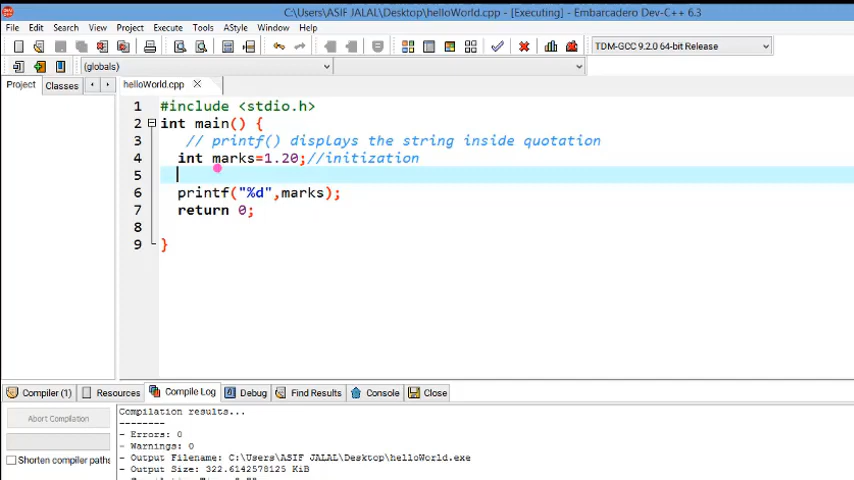 C:\Users\ASIF JALAL\Desktop\helloWorld.cpp - [Executing] - Embarcadero Dev-C++ 6.3
File Edit Search View Project Execute Tools AStyle Window Help
TDM-GCC 9.2.0 64-bit Release
(globals)
Project Classes helloWorld.cpp
1 #include <stdio.h>
2 int main() {
3 // printf() displays the string inside quotation
4 int marks=1.20;//initization
5
6 printf("%d",marks);
7 return 0;
8
9 }
Compiler (1) Resources Compile Log Debug Find Results Console Close
Abort Compilation
Shorten compiler paths
Compilation results...
--------
- Errors: 0
- Warnings: 0
- Output Filename: C:\Users\ASIF JALAL\Desktop\helloWorld.exe
- Output Size: 322.6142578125 KiB